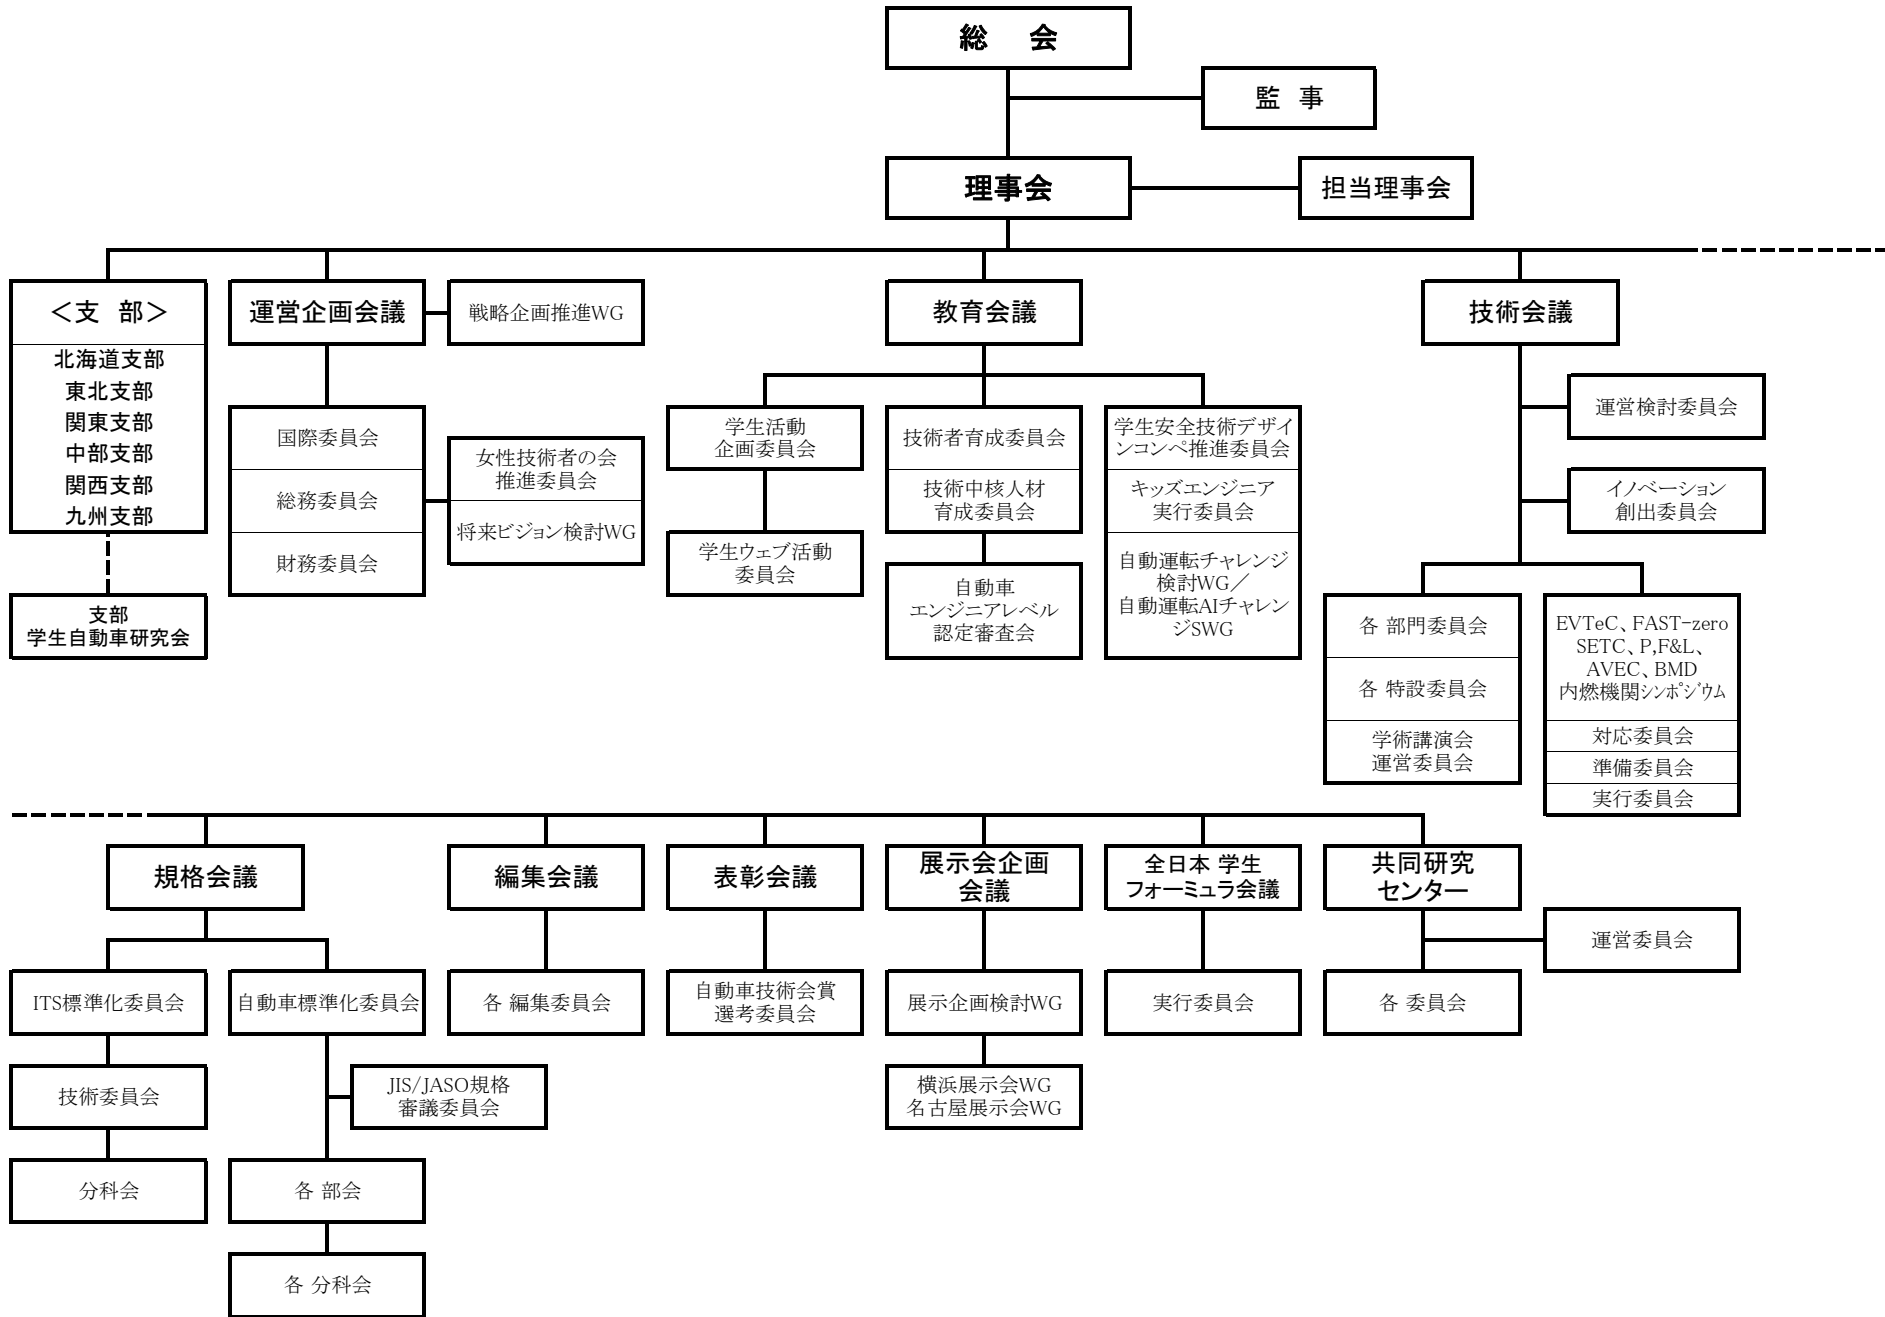 総 会
監 事
理事会
担当理事会
＜支 部＞
北海道支部
東北支部
関東支部
中部支部
関西支部
九州支部
支部
学生自動車研究会
運営企画会議
戦略企画推進WG
国際委員会
総務委員会
財務委員会
女性技術者の会
推進委員会
将来ビジョン検討WG
教育会議
学生活動
企画委員会
学生ウェブ活動
委員会
技術者育成委員会
技術中核人材
育成委員会
自動車
エンジニアレベル
認定審査会
学生安全技術デザイ
ンコンペ推進委員会
キッズエンジニア
実行委員会
自動運転チャレンジ
検討WG／
自動運転AIチャレン
ジSWG
技術会議
運営検討委員会
イノベーション
創出委員会
各 部門委員会
各 特設委員会
学術講演会
運営委員会
EVTeC、FAST-zero
SETC、P,F&L、
AVEC、BMD
内燃機関ｼﾝﾎﾟｼﾞｳﾑ
対応委員会
準備委員会
実行委員会
規格会議
ITS標準化委員会
技術委員会
分科会
自動車標準化委員会
JIS/JASO規格
審議委員会
各 部会
各 分科会
編集会議
各 編集委員会
表彰会議
自動車技術会賞
選考委員会
展示会企画
会議
展示企画検討WG
横浜展示会WG
名古屋展示会WG
全日本 学生
フォーミュラ会議
実行委員会
共同研究
センター
運営委員会
各 委員会